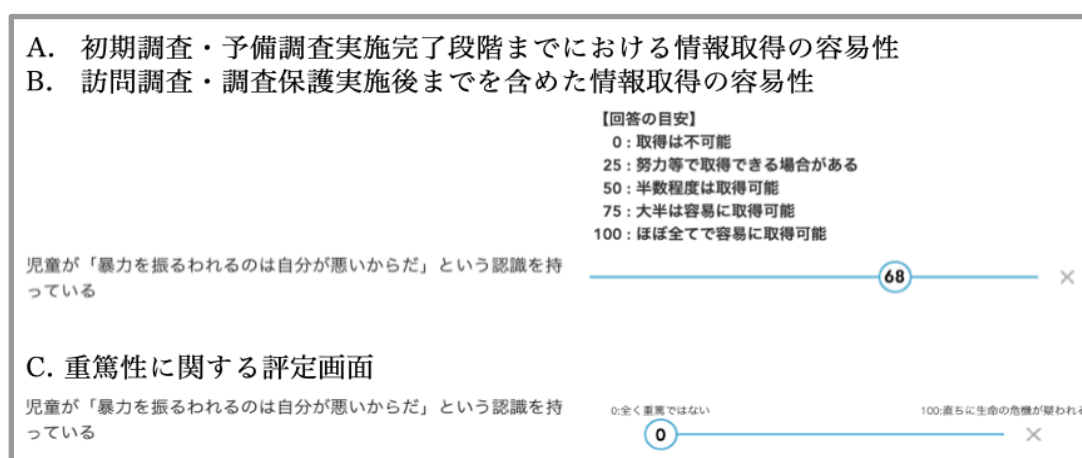 A. 初期調査・予備調査実施完了段階までにおける情報取得の容易性
B. 訪問調査・調査保護実施後までを含めた情報取得の容易性
【回答の目安】
0：取得は不可能
25：努力等で取得できる場合がある
50：半数程度は取得可能
75：大半は容易に取得可能
100：ほぼ全てで容易に取得可能
児童が「暴力を振るわれるのは自分が悪いからだ」という認識を持
っている
68
C. 重篤性に関する評定画面
児童が「暴力を振るわれるのは自分が悪いからだ」という認識を持
っている
0:全く重篤ではない
100:直ちに生命の危機が疑われる
0